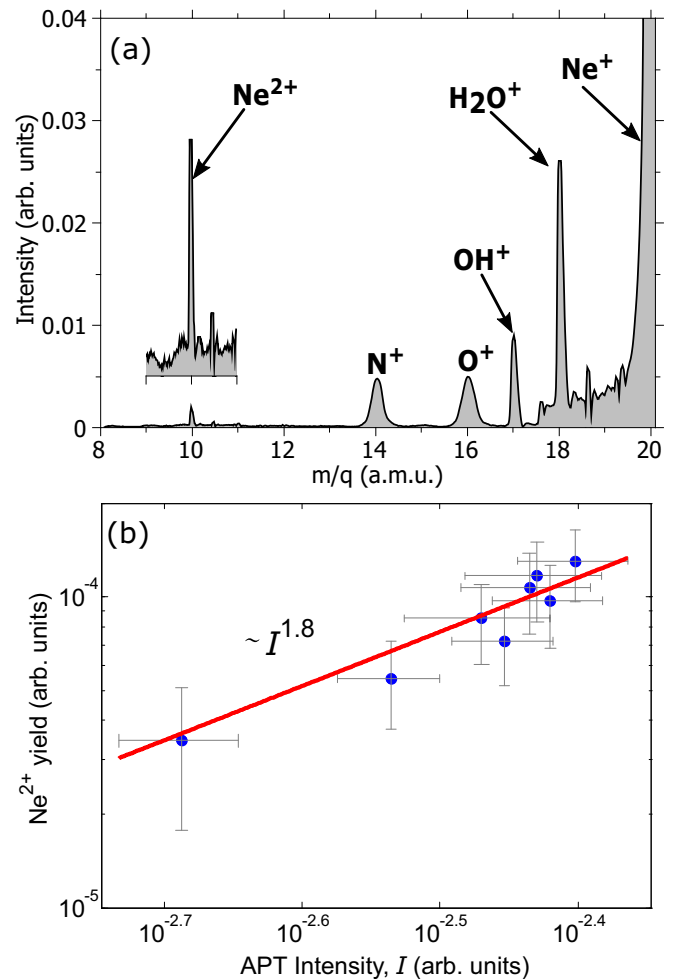 (a)
0.04
0.03
0.02
0.01
0
Intensity (arb. units)
Ne²⁺
H₂O⁺
Ne⁺
OH⁺
N⁺
O⁺
8 10 12 14 16 18 20
m/q (a.m.u.)
(b)
10⁻⁴
10⁻⁵
Ne²⁺ yield (arb. units)
~ I¹·⁸
10⁻²·⁷ 10⁻²·⁶ 10⁻²·⁵ 10⁻²·⁴
APT Intensity, I (arb. units)